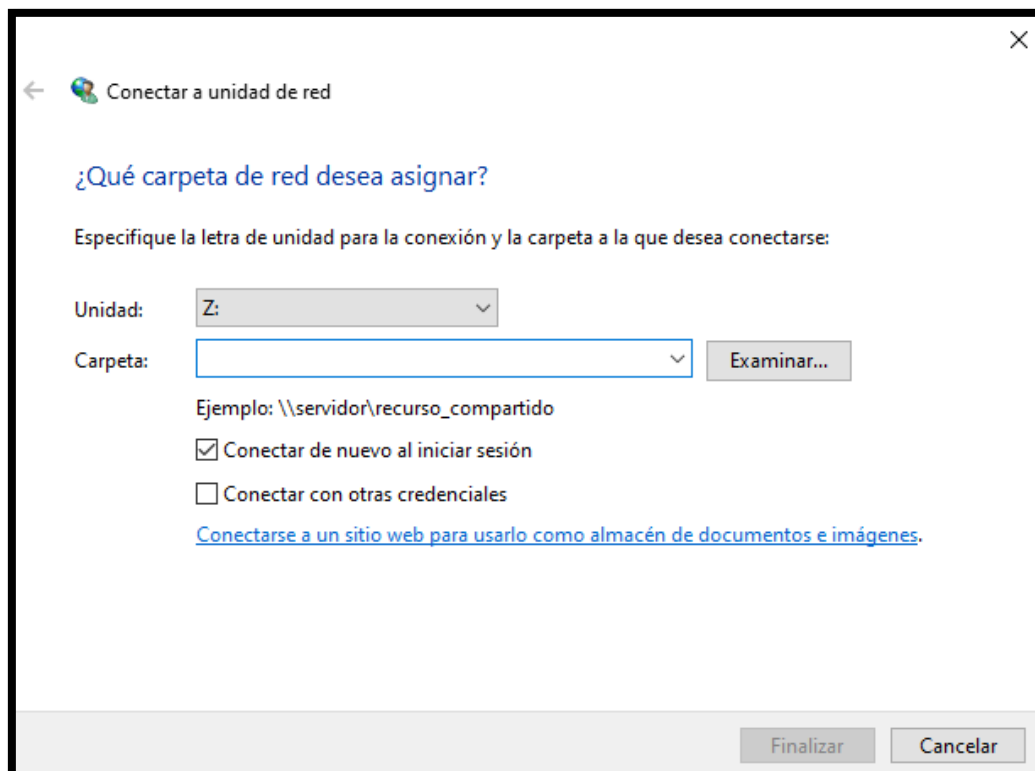 Conectar a unidad de red
¿Qué carpeta de red desea asignar?
Especifique la letra de unidad para la conexión y la carpeta a la que desea conectarse:
Unidad: Z:
Carpeta: Examinar...
Ejemplo: \\servidor\recurso_compartido
Conectar de nuevo al iniciar sesión
Conectar con otras credenciales
Conectarse a un sitio web para usarlo como almacén de documentos e imágenes.
Finalizar Cancelar